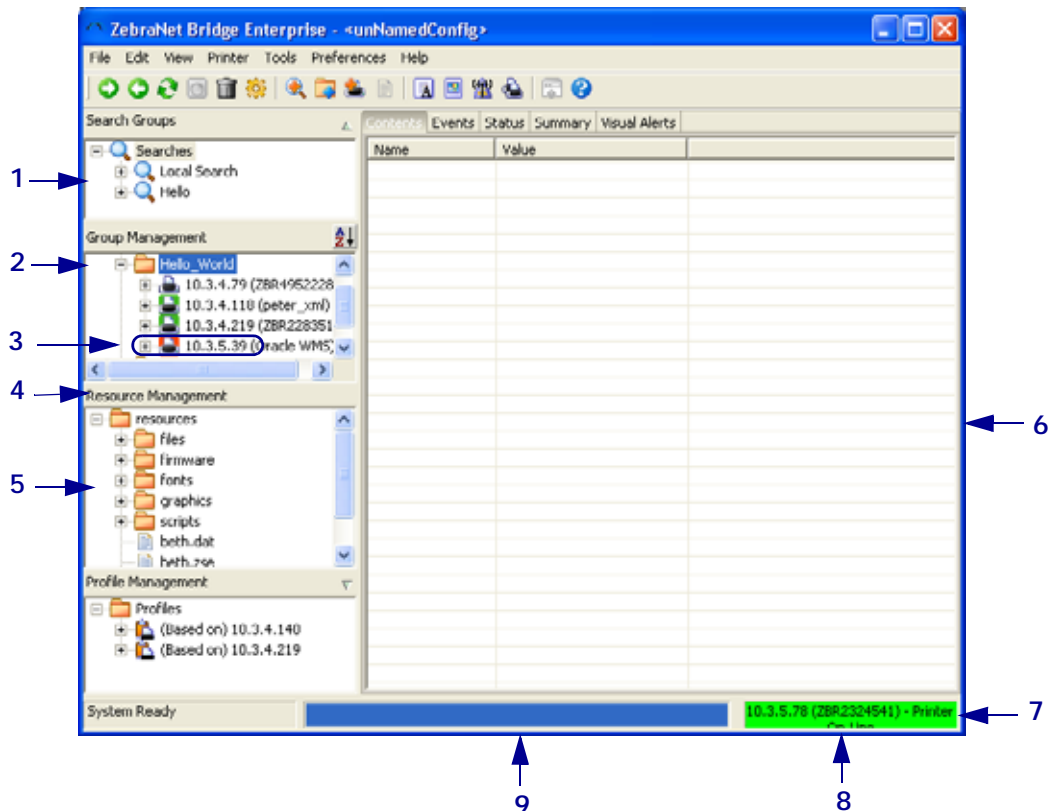 ZebraNet Bridge Enterprise - <unNamedConfig>
File Edit View Printer Tools Preferences Help
Search Groups
Contents Events Status Summary Visual Alerts
Name Value
Searches
Local Search
Hello
1
Group Management
2
Hello_World
10.3.4.79 (ZBR4952228
10.3.4.118 (peter_xml)
10.3.4.219 (ZBR228351
3
10.3.5.39 (Oracle WMS)
4
Resource Management
resources
files
firmware
fonts
graphics
scripts
beth.dat
beth.zse
5
6
Profile Management
Profiles
(Based on) 10.3.4.140
(Based on) 10.3.4.219
System Ready
10.3.5.78 (ZBR2324541) - Printer
On Line
7
9
8